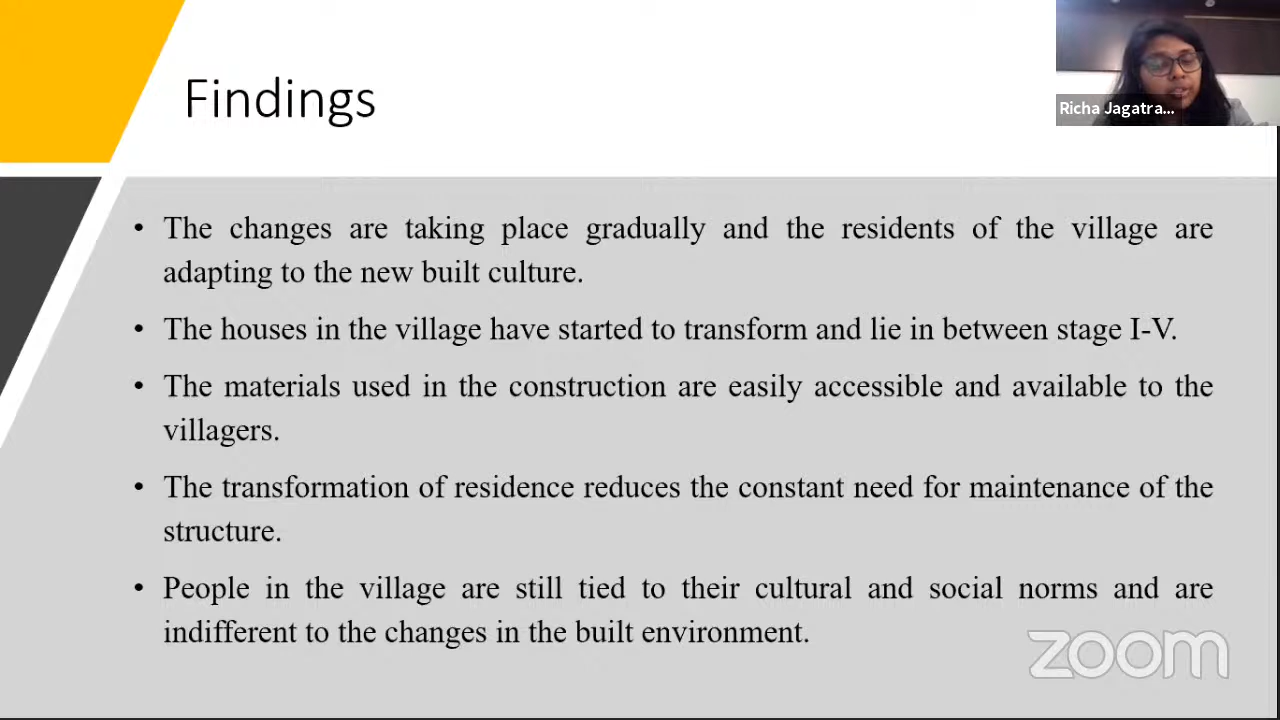 Findings
Richa Jagatra...
• The changes are taking place gradually and the residents of the village are
adapting to the new built culture.
• The houses in the village have started to transform and lie in between stage I-V.
• The materials used in the construction are easily accessible and available to the
villagers.
• The transformation of residence reduces the constant need for maintenance of the
structure.
• People in the village are still tied to their cultural and social norms and are
indifferent to the changes in the built environment.
zoom